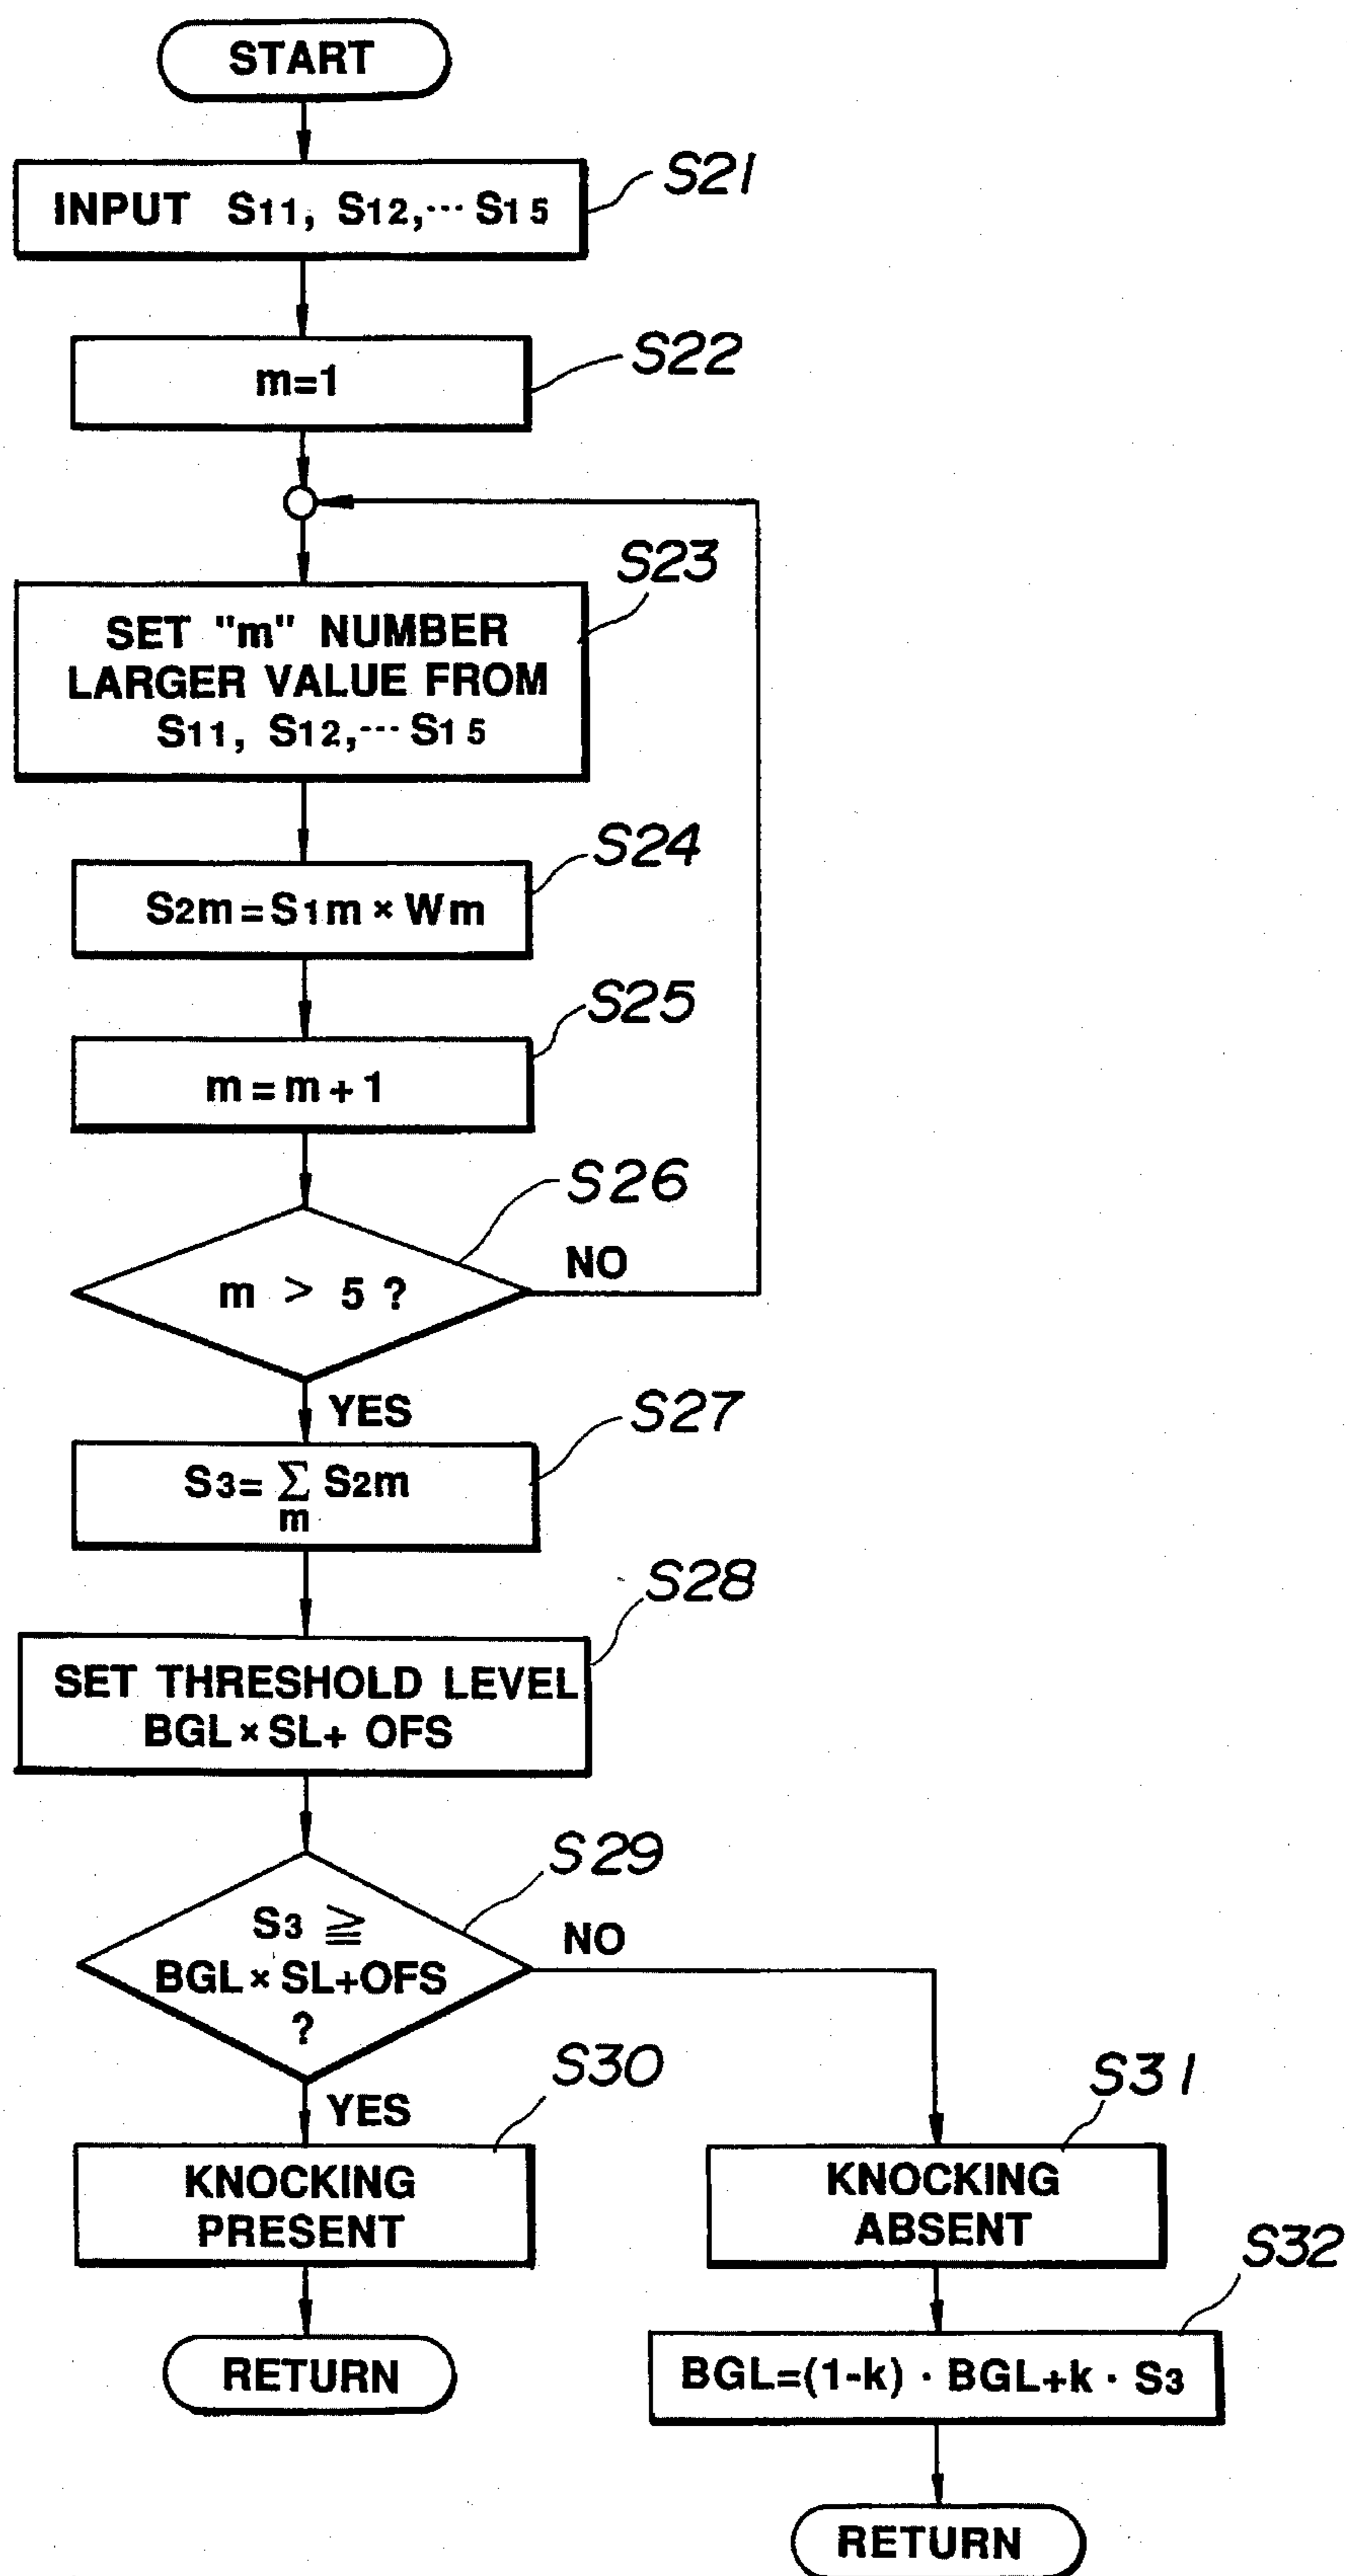 START
S21
INPUT S11, S12,··· S15
S22
m=1
S23
SET "m" NUMBER
LARGER VALUE FROM
S11, S12,··· S15
S24
S2m=S1m × Wm
S25
m=m+1
S26
m > 5 ?
NO
YES
S27
S3= Σ S2m
m
S28
SET THRESHOLD LEVEL
BGL×SL+ OFS
S29
S3 ≧
BGL× SL+OFS
?
NO
YES
S30
KNOCKING
PRESENT
RETURN
S31
KNOCKING
ABSENT
S32
BGL=(1-k) · BGL+k · S3
RETURN